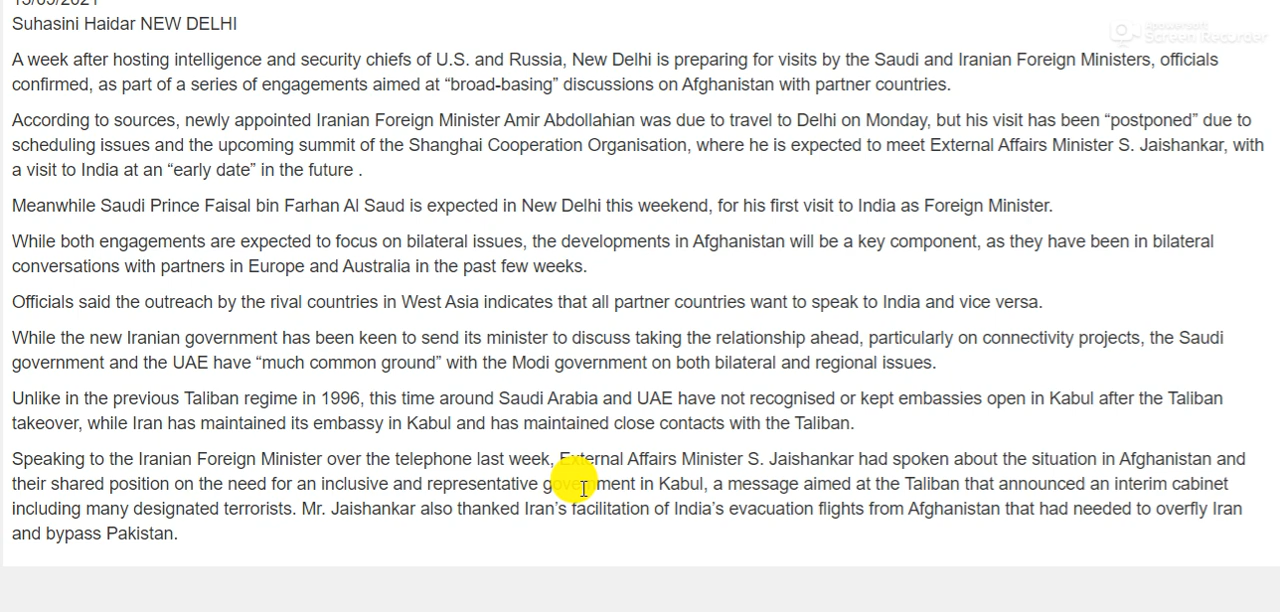 Suhasini Haidar NEW DELHI
Apowersoft
Screen Recorder
A week after hosting intelligence and security chiefs of U.S. and Russia, New Delhi is preparing for visits by the Saudi and Iranian Foreign Ministers, officials
confirmed, as part of a series of engagements aimed at “broad-basing” discussions on Afghanistan with partner countries.
According to sources, newly appointed Iranian Foreign Minister Amir Abdollahian was due to travel to Delhi on Monday, but his visit has been “postponed” due to
scheduling issues and the upcoming summit of the Shanghai Cooperation Organisation, where he is expected to meet External Affairs Minister S. Jaishankar, with
a visit to India at an “early date” in the future .
Meanwhile Saudi Prince Faisal bin Farhan Al Saud is expected in New Delhi this weekend, for his first visit to India as Foreign Minister.
While both engagements are expected to focus on bilateral issues, the developments in Afghanistan will be a key component, as they have been in bilateral
conversations with partners in Europe and Australia in the past few weeks.
Officials said the outreach by the rival countries in West Asia indicates that all partner countries want to speak to India and vice versa.
While the new Iranian government has been keen to send its minister to discuss taking the relationship ahead, particularly on connectivity projects, the Saudi
government and the UAE have “much common ground” with the Modi government on both bilateral and regional issues.
Unlike in the previous Taliban regime in 1996, this time around Saudi Arabia and UAE have not recognised or kept embassies open in Kabul after the Taliban
takeover, while Iran has maintained its embassy in Kabul and has maintained close contacts with the Taliban.
Speaking to the Iranian Foreign Minister over the telephone last week, External Affairs Minister S. Jaishankar had spoken about the situation in Afghanistan and
their shared position on the need for an inclusive and representative government in Kabul, a message aimed at the Taliban that announced an interim cabinet
including many designated terrorists. Mr. Jaishankar also thanked Iran’s facilitation of India’s evacuation flights from Afghanistan that had needed to overfly Iran
and bypass Pakistan.